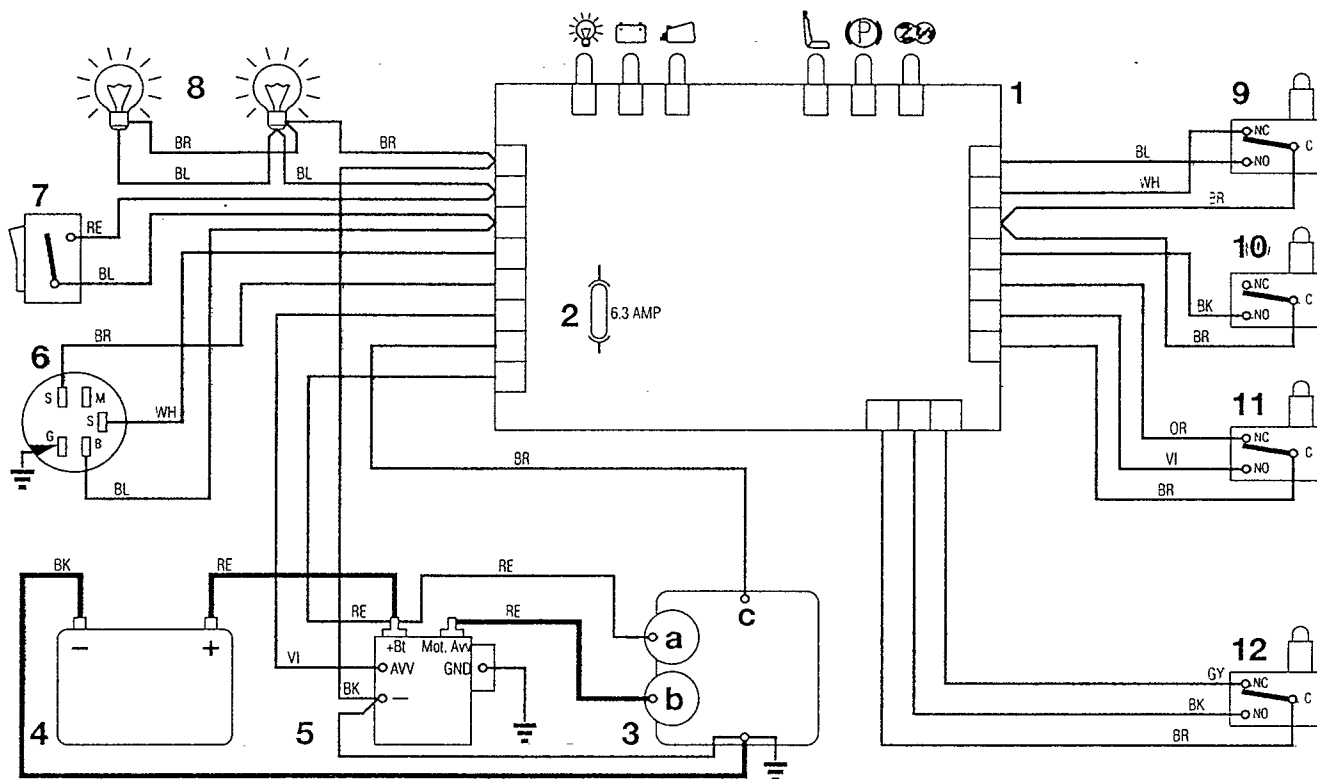 P
1
8
BR
BR
BL
BL
7
RE
BL
2
6.3 AMP
6
BR
S
M
S
WH
G
B
BL
BR
BK
RE
RE
RE
RE
+Bt
Mot. Avv
AVV
GND
VI
BK
–
–
+
4
5
3
a
b
c
9
NC
C
NO
BL
WH
10
NC
C
NO
BK
BR
11
OR
NC
C
VI
NO
BR
12
GY
NC
C
BK
NO
BR